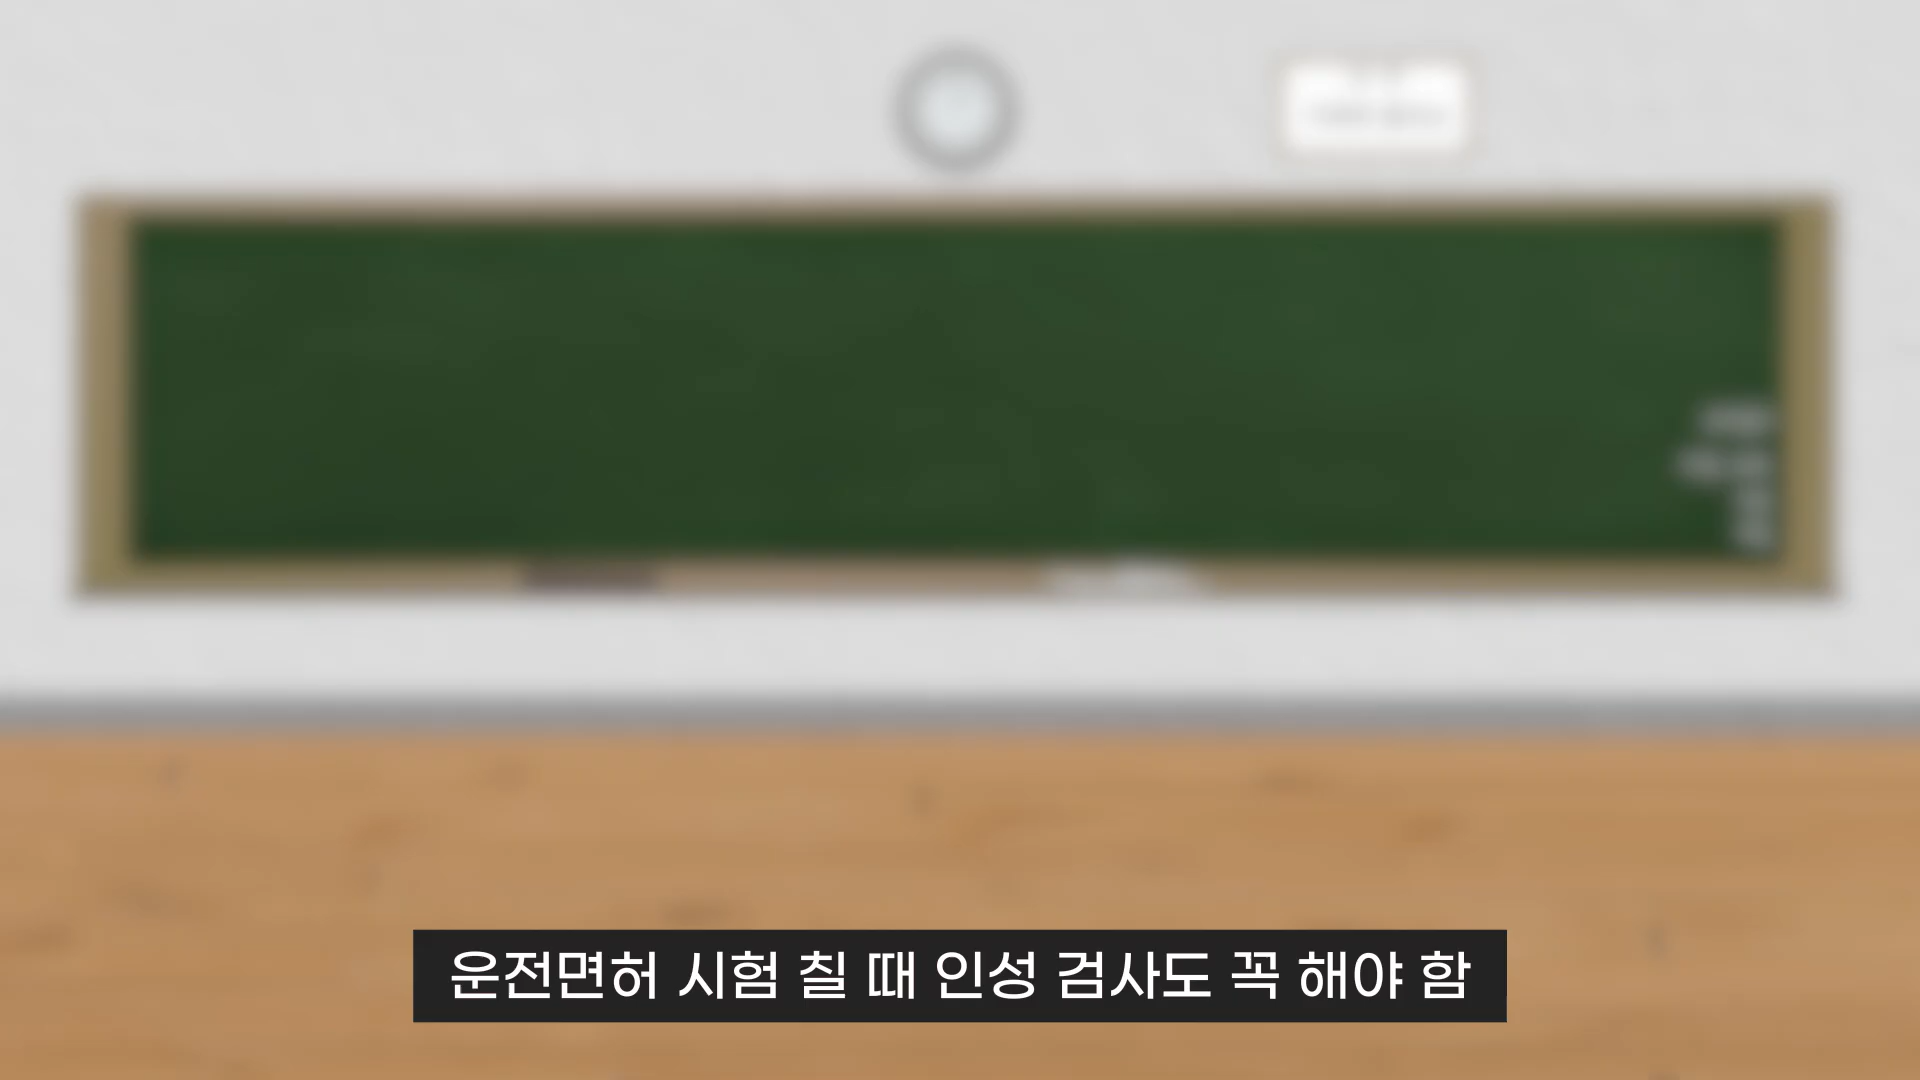 운전면허 시험 칠 때 인성 검사도 꼭 해야 함